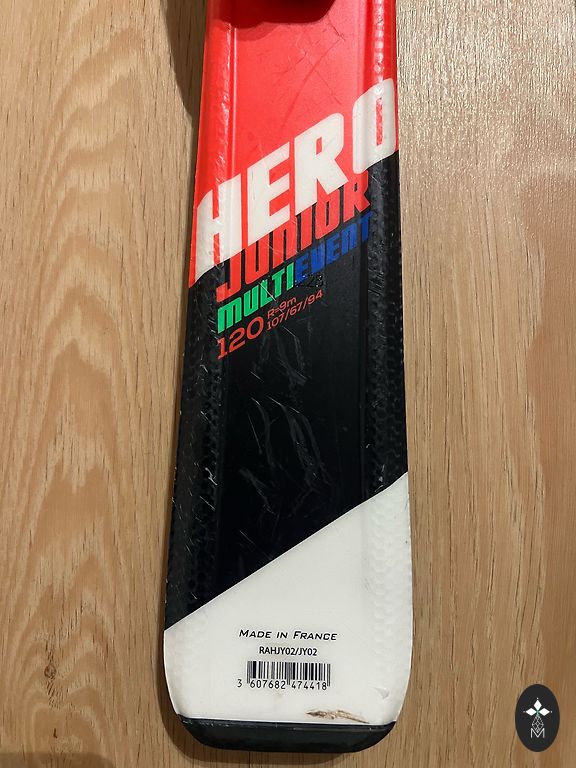 HERO
JUNIOR
MULTIEVENT
120 R=9m
107/67/94
MADE IN FRANCE
RAHJY02/JY02
3 607682 474418